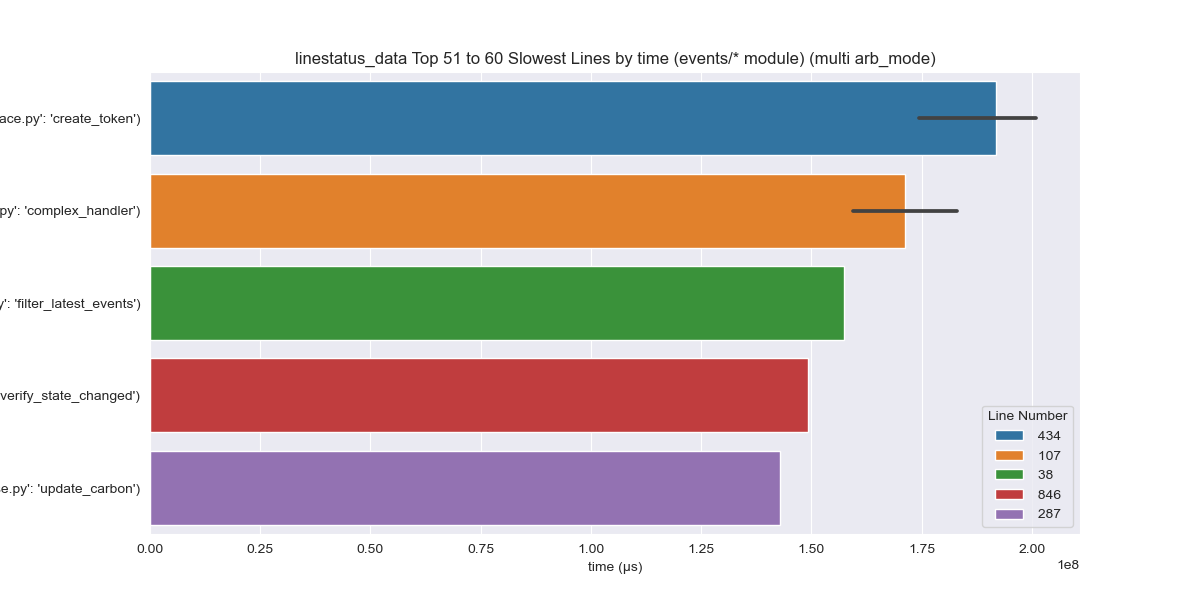 linestatus_data Top 51 to 60 Slowest Lines by time (events/* module) (multi arb_mode)
ace.py': 'create_token')
py': 'complex_handler')
y': 'filter_latest_events')
verify_state_changed')
e.py': 'update_carbon')
Line Number
434
107
38
846
287
0.00 0.25 0.50 0.75 1.00 1.25 1.50 1.75 2.00
1e8
time (µs)